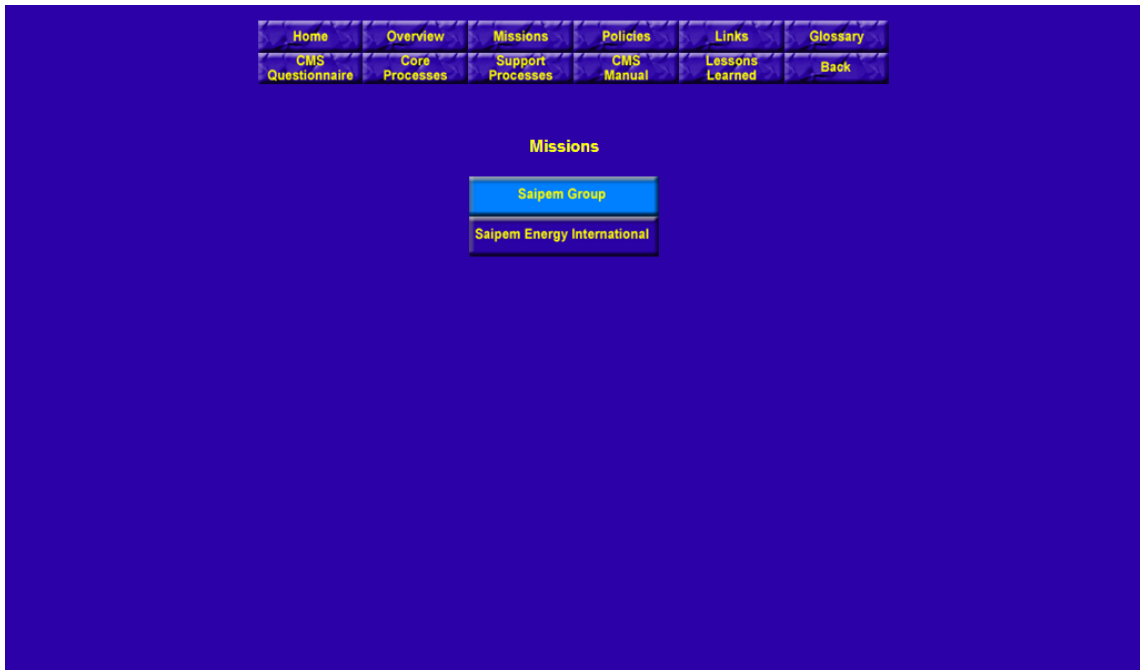 Home Overview Missions Policies Links Glossary
CMS Questionnaire Core Processes Support Processes CMS Manual Lessons Learned Back
Missions
Saipem Group
Saipem Energy International